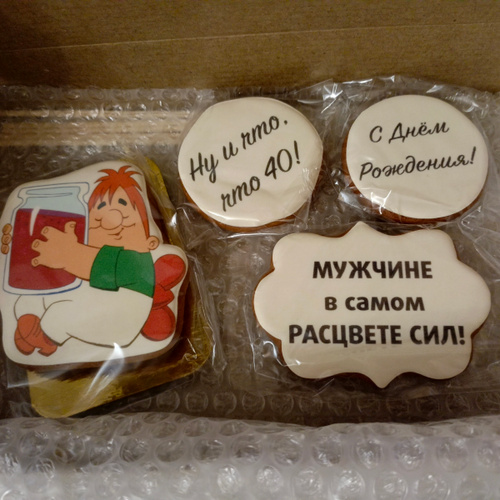 Ну и что,
что 40!
С Днём
Рождения!
МУЖЧИНЕ
в самом
РАСЦВЕТЕ СИЛ!